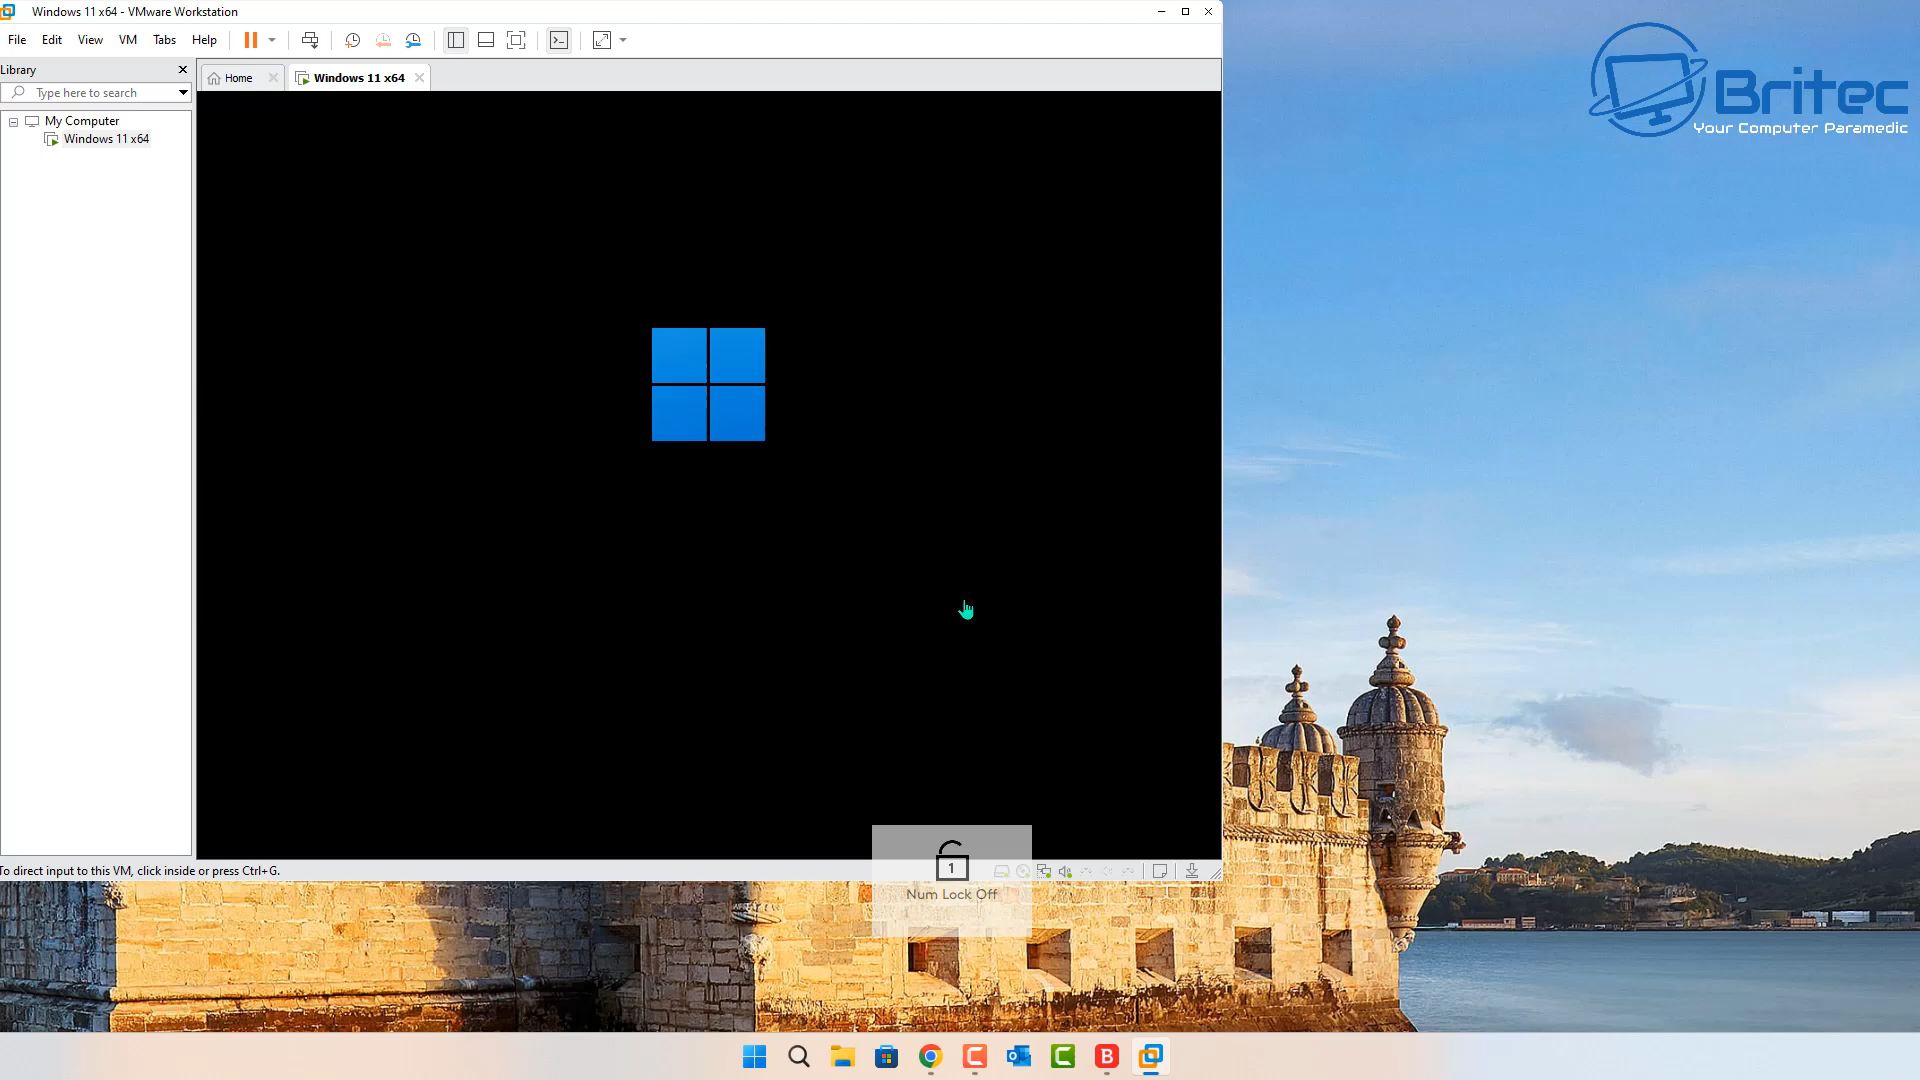 Windows 11 x64 - VMware Workstation
File Edit View VM Tabs Help
Library
Type here to search
My Computer
Windows 11 x64
Home
Windows 11 x64
Britec
Your Computer Paramedic
To direct input to this VM, click inside or press Ctrl+G.
1
Num Lock Off
B